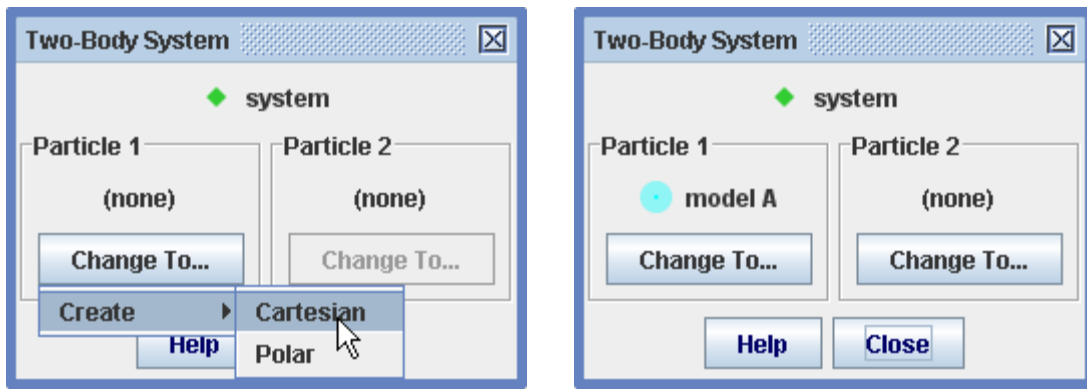 Two-Body System
system
Particle 1
Particle 2
(none)
(none)
Change To...
Change To...
Create
Cartesian
Polar
Help
Two-Body System
system
Particle 1
Particle 2
model A
(none)
Change To...
Change To...
Help
Close